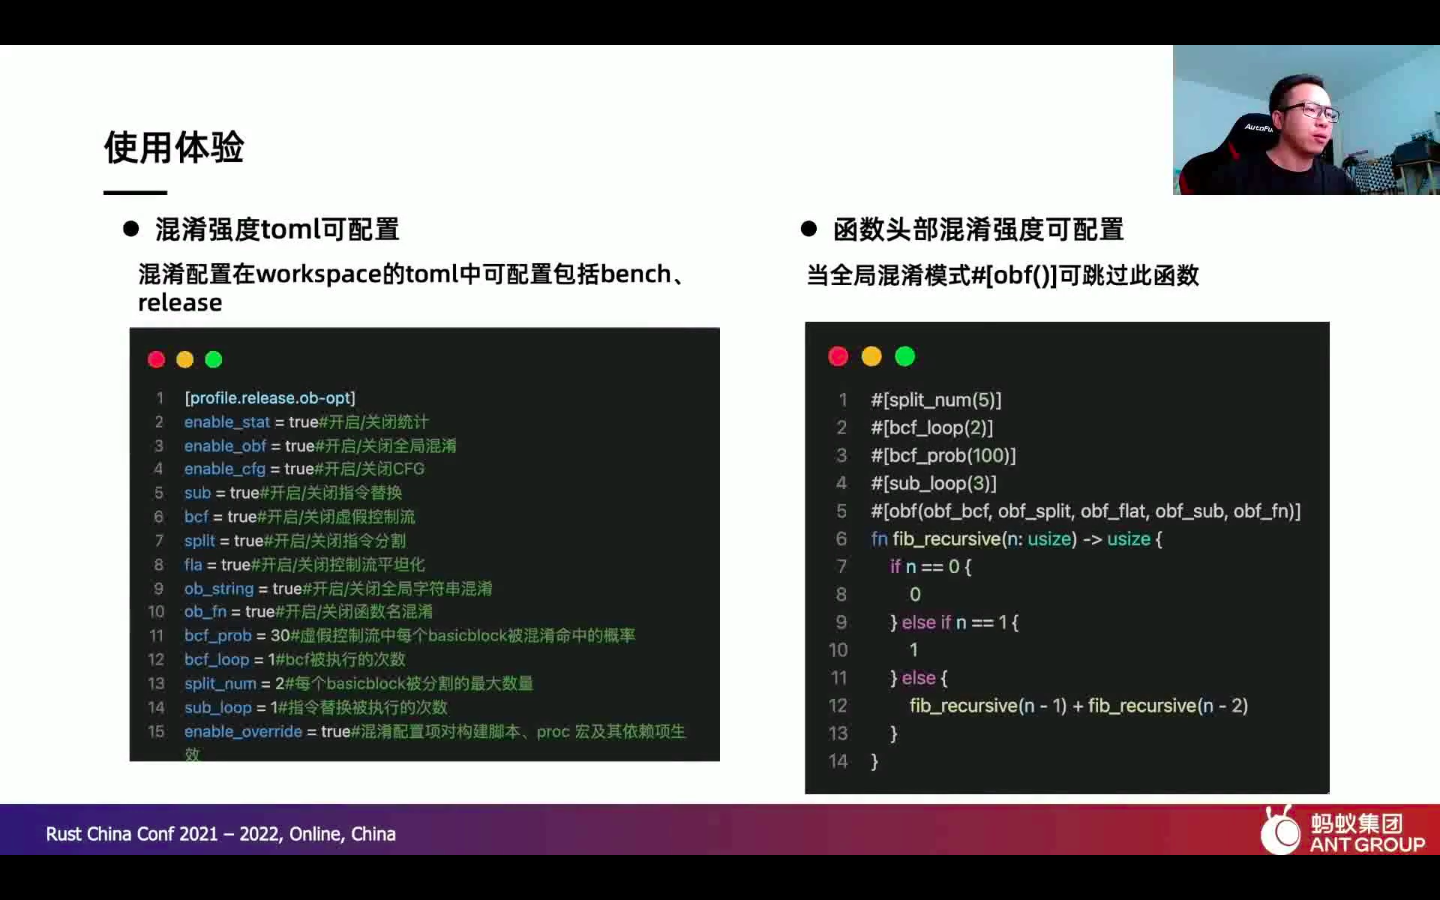 使用体验
混淆强度toml可配置
混淆配置在workspace的toml中可配置包括bench、
release
1 [profile.release.ob-opt]
2 enable_stat = true#开启/关闭统计
3 enable_obf = true#开启/关闭全局混淆
4 enable_cfg = true#开启/关闭CFG
5 sub = true#开启/关闭指令替换
6 bcf = true#开启/关闭虚假控制流
7 split = true#开启/关闭指令分割
8 fla = true#开启/关闭控制流平坦化
9 ob_string = true#开启/关闭全局字符串混淆
10 ob_fn = true#开启/关闭函数名混淆
11 bcf_prob = 30#虚假控制流中每个basicblock被混淆命中的概率
12 bcf_loop = 1#bcf被执行的次数
13 split_num = 2#每个basicblock被分割的最大数量
14 sub_loop = 1#指令替换被执行的次数
15 enable_override = true#混淆配置项对构建脚本、proc 宏及其依赖项生
效
函数头部混淆强度可配置
当全局混淆模式#[obf()]可跳过此函数
1 #[split_num(5)]
2 #[bcf_loop(2)]
3 #[bcf_prob(100)]
4 #[sub_loop(3)]
5 #[obf(obf_bcf, obf_split, obf_flat, obf_sub, obf_fn)]
6 fn fib_recursive(n: usize) -> usize {
7 if n == 0 {
8 0
9 } else if n == 1 {
10 1
11 } else {
12 fib_recursive(n - 1) + fib_recursive(n - 2)
13 }
14 }
Rust China Conf 2021 – 2022, Online, China
蚂蚁集团
ANT GROUP